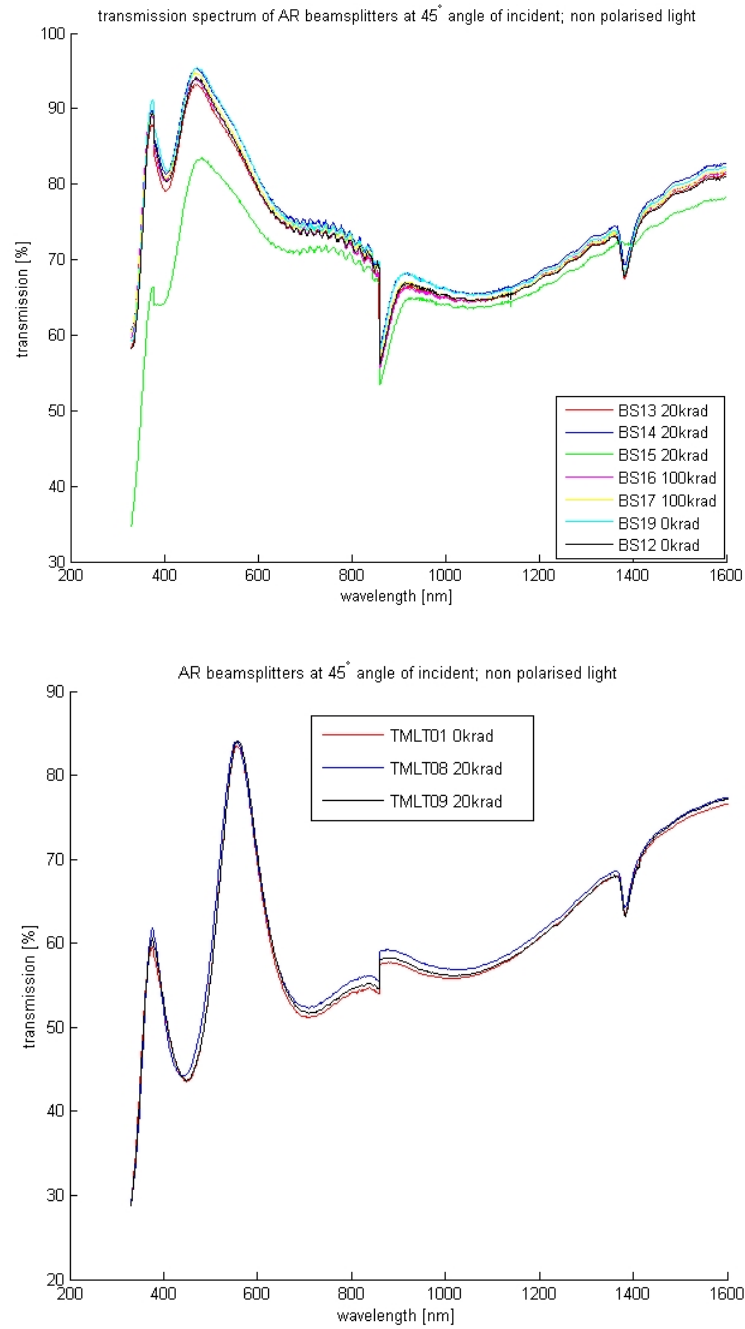 transmission spectrum of AR beamsplitters at 45° angle of incident; non polarised light
100
90
80
70
60
50
40
30
transmission [%]
BS13 20krad
BS14 20krad
BS15 20krad
BS16 100krad
BS17 100krad
BS19 0krad
BS12 0krad
200 400 600 800 1000 1200 1400 1600
wavelength [nm]
AR beamsplitters at 45° angle of incident; non polarised light
90
80
70
60
50
40
30
20
transmission [%]
TMLT01 0krad
TMLT08 20krad
TMLT09 20krad
200 400 600 800 1000 1200 1400 1600
wavelength [nm]